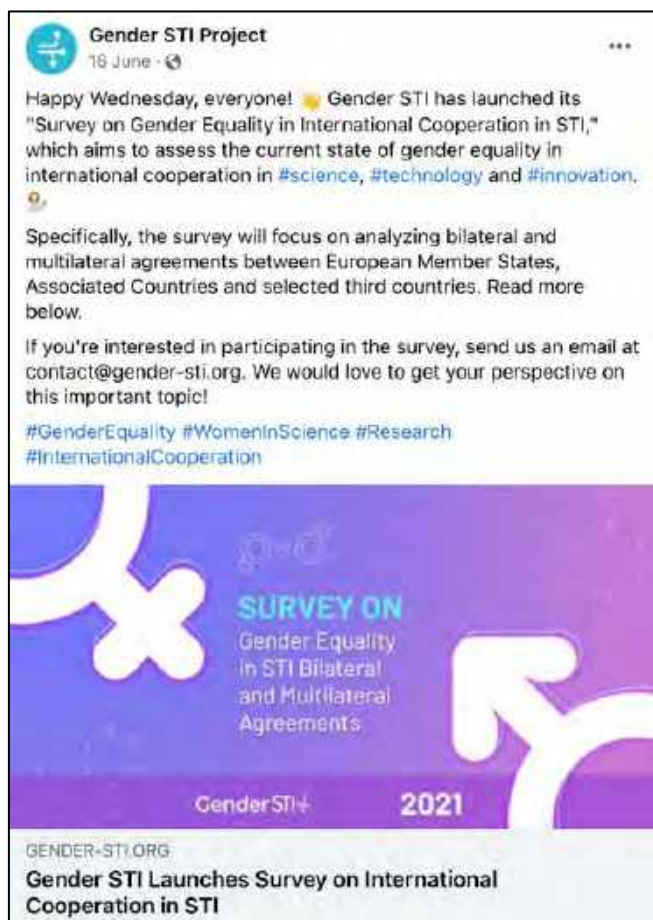 Gender STI Project
16 June ·
Happy Wednesday, everyone! 👋 Gender STI has launched its
"Survey on Gender Equality in International Cooperation in STI,"
which aims to assess the current state of gender equality in
international cooperation in #science, #technology and #innovation.
Specifically, the survey will focus on analyzing bilateral and
multilateral agreements between European Member States,
Associated Countries and selected third countries. Read more
below.
If you're interested in participating in the survey, send us an email at
contact@gender-sti.org. We would love to get your perspective on
this important topic!
#GenderEquality #WomenInScience #Research
#InternationalCooperation
SURVEY ON
Gender Equality
in STI Bilateral
and Multilateral
Agreements
GenderSTI
2021
GENDER-STI.ORG
Gender STI Launches Survey on International
Cooperation in STI